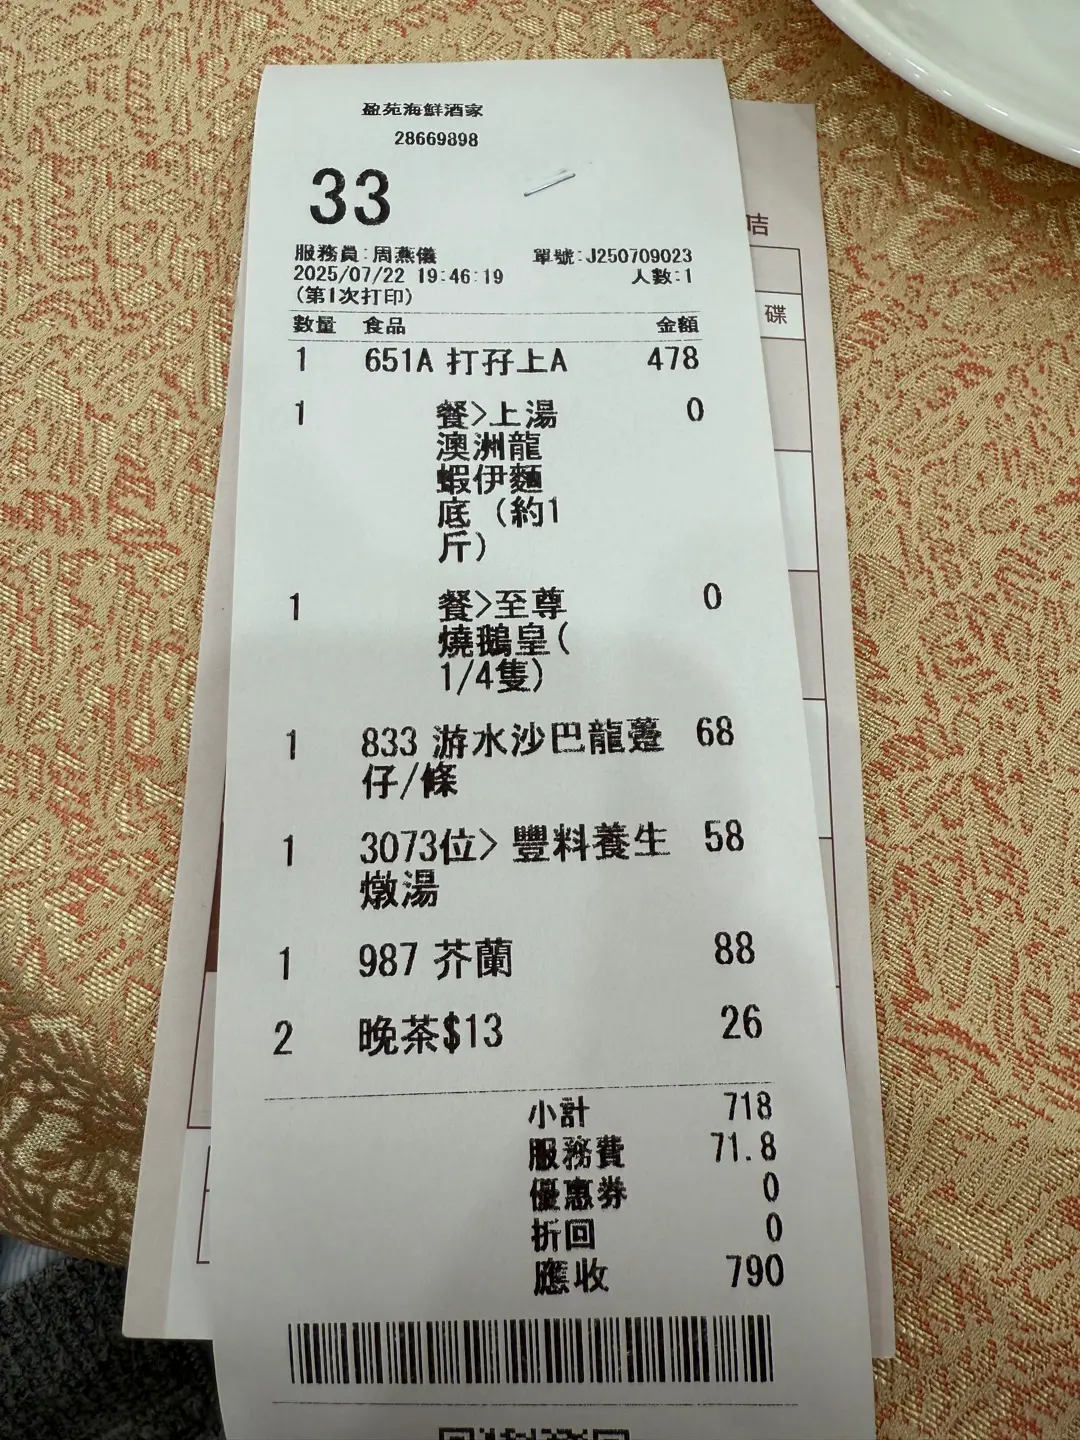 盈苑海鮮酒家
28669898
33
服務員:周燕儀 單號:J250709023
2025/07/22 19:46:19 人數:1
(第1次打印)
數量 食品 金額
1 651A 打孖上A 478
1 餐>上湯 0
澳洲龍
蝦伊麵
底（約1
斤）
1 餐>至尊 0
燒鵝皇(
1/4隻)
1 833 游水沙巴龍躉 68
仔/條
1 3073位> 豐料養生 58
燉湯
1 987 芥蘭 88
2 晚茶$13 26
小計 718
服務費 71.8
優惠券 0
折回 0
應收 790
咭
碟